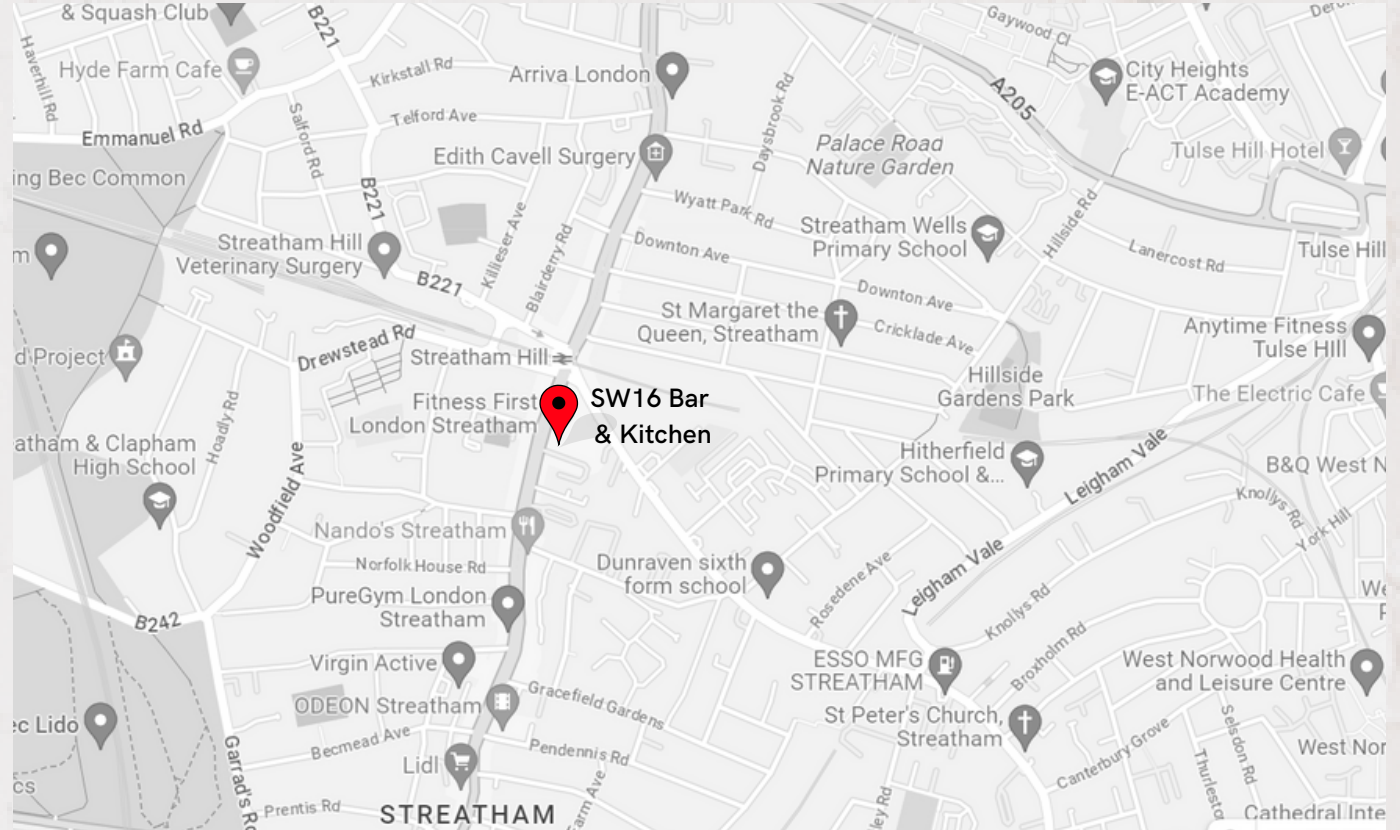 & Squash Club
B221
Gaywood Cl
Haverhill Rd
Hyde Farm Cafe
Kirkstall Rd
Arriva London
City Heights
E-ACT Academy
A205
Salford Rd
Telford Ave
Daysbrook Rd
Emmanuel Rd
Palace Road
Nature Garden
Tulse Hill Hotel
Edith Cavell Surgery
ing Bec Common
B221
Wyatt Park Rd
Killieser Ave
Streatham Wells
Primary School
Hillside Rd
Streatham Hill
Veterinary Surgery
Blairderry Rd
Downton Ave
Lanercost Rd
Tulse Hill
m
B221
Downton Ave
St Margaret the
Queen, Streatham
Cricklade Ave
Anytime Fitness
Tulse HIll
d Project
Drewstead Rd
Streatham Hill
Hillside
Gardens Park
The Electric Cafe
Fitness First
London Streatham
SW16 Bar
& Kitchen
Hoadly Rd
atham & Clapham
High School
Hitherfield
Primary School &...
Leigham Vale
B&Q West N
Woodfield Ave
Knollys Rd
York Hill
Nando's Streatham
Norfolk House Rd
Dunraven sixth
form school
Rosedene Ave
Leigham Vale
PureGym London
Streatham
Knollys Rd
We
B242
Broxholm Rd
Virgin Active
ESSO MFG
STREATHAM
West Norwood Health
and Leisure Centre
ODEON Streatham
Gracefield Gardens
St Peter's Church,
Streatham
ec Lido
Garrad's Ro
Becmead Ave
Pendennis Rd
Canterbury Grove
Selsdon Rd
West Nor
Lidl
Thurlesto
cs
Farm Ave
Prentis Rd
STREATHAM
ley Rd
Cathedral Inte